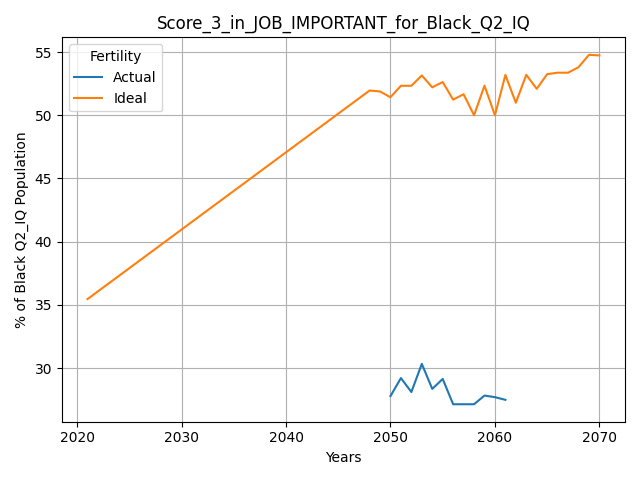 Score_3_in_JOB_IMPORTANT_for_Black_Q2_IQ
Fertility
Actual
Ideal
% of Black Q2_IQ Population
55
50
45
40
35
30
2020 2030 2040 2050 2060 2070
Years